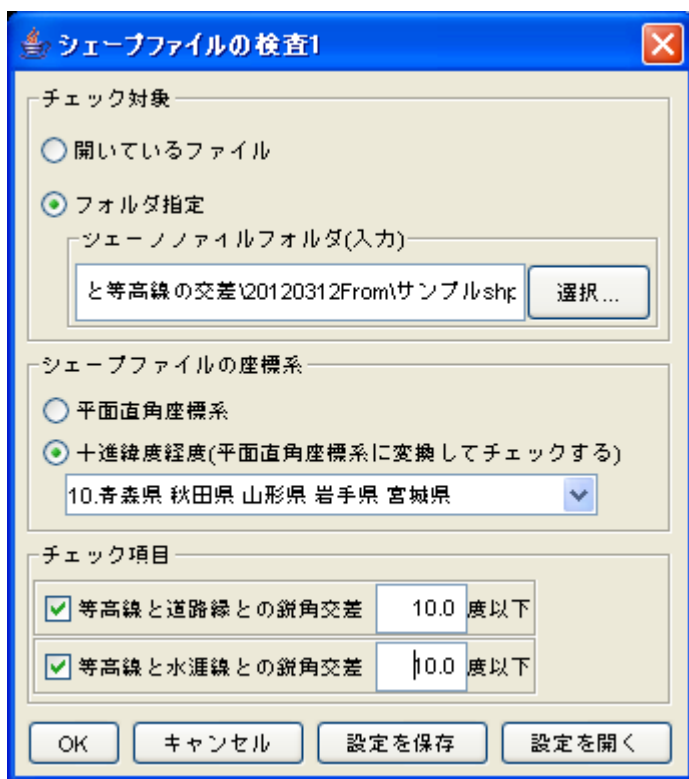 シェープファイルの検査1
チェック対象
開いているファイル
フォルダ指定
シェープファイルフォルダ(入力)
と等高線の交差\20120312From\サンプルshp
選択...
シェープファイルの座標系
平面直角座標系
十進緯度経度(平面直角座標系に変換してチェックする)
10.青森県 秋田県 山形県 岩手県 宮城県
チェック項目
等高線と道路縁との鋭角交差 10.0 度以下
等高線と水涯線との鋭角交差 10.0 度以下
OK キャンセル 設定を保存 設定を開く